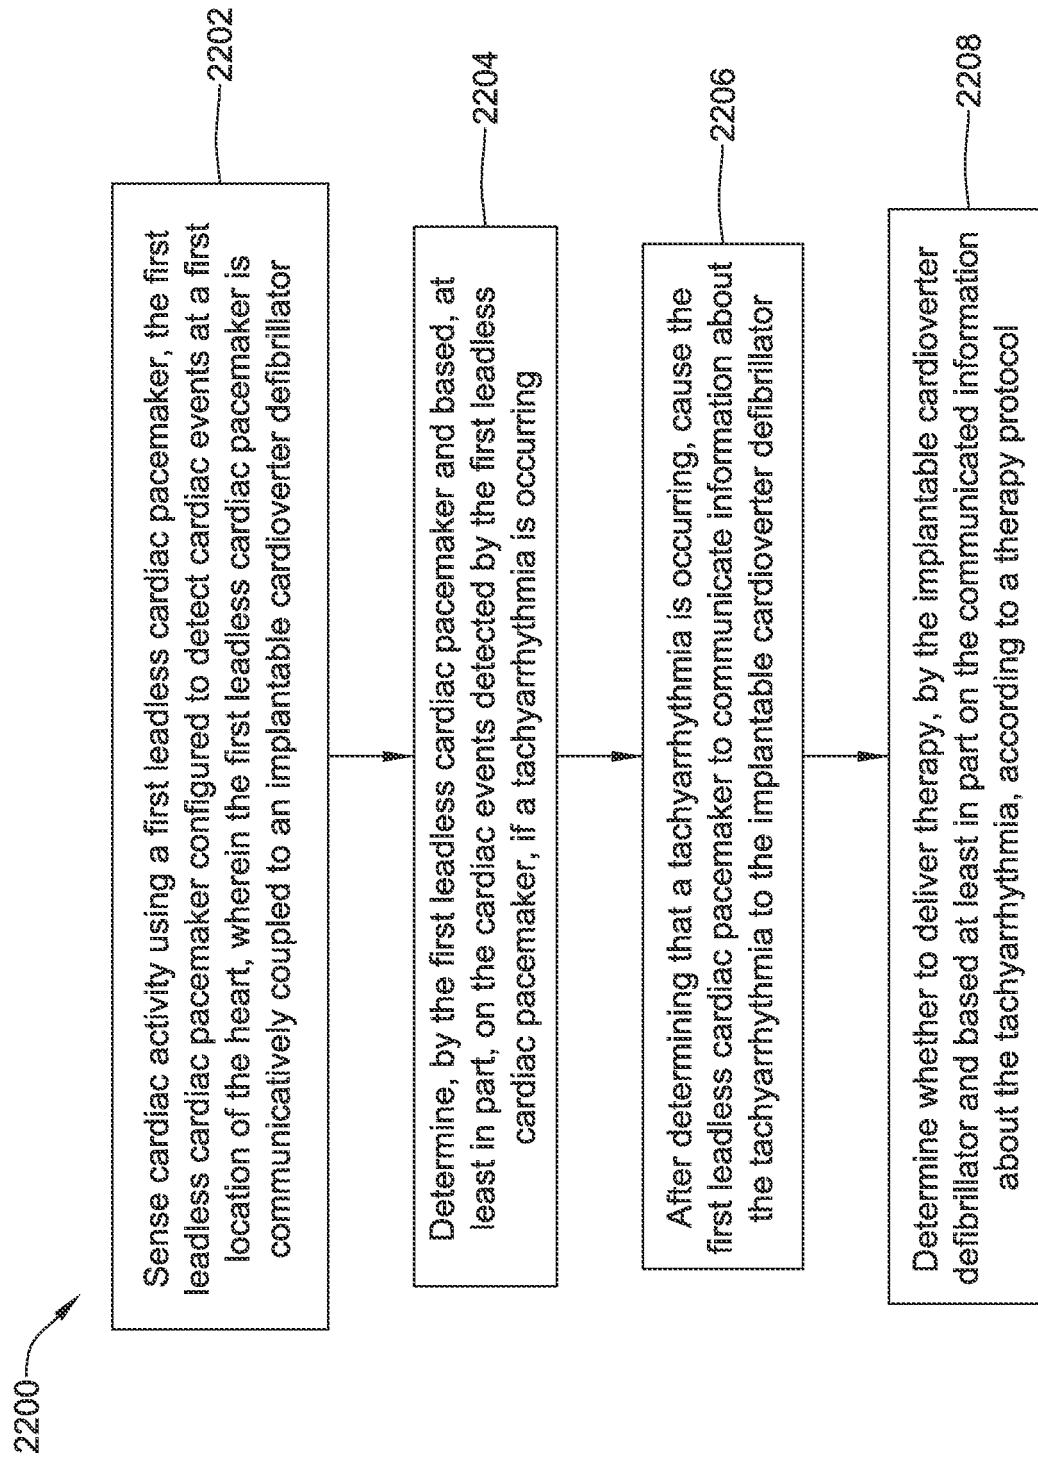 2200
Sense cardiac activity using a first leadless cardiac pacemaker, the first
leadless cardiac pacemaker configured to detect cardiac events at a first
location of the heart, wherein the first leadless cardiac pacemaker is
communicatively coupled to an implantable cardioverter defibrillator
2202
Determine, by the first leadless cardiac pacemaker and based, at
least in part, on the cardiac events detected by the first leadless
cardiac pacemaker, if a tachyarrhythmia is occurring
2204
After determining that a tachyarrhythmia is occurring, cause the
first leadless cardiac pacemaker to communicate information about
the tachyarrhythmia to the implantable cardioverter defibrillator
2206
Determine whether to deliver therapy, by the implantable cardioverter
defibrillator and based at least in part on the communicated information
about the tachyarrhythmia, according to a therapy protocol
2208